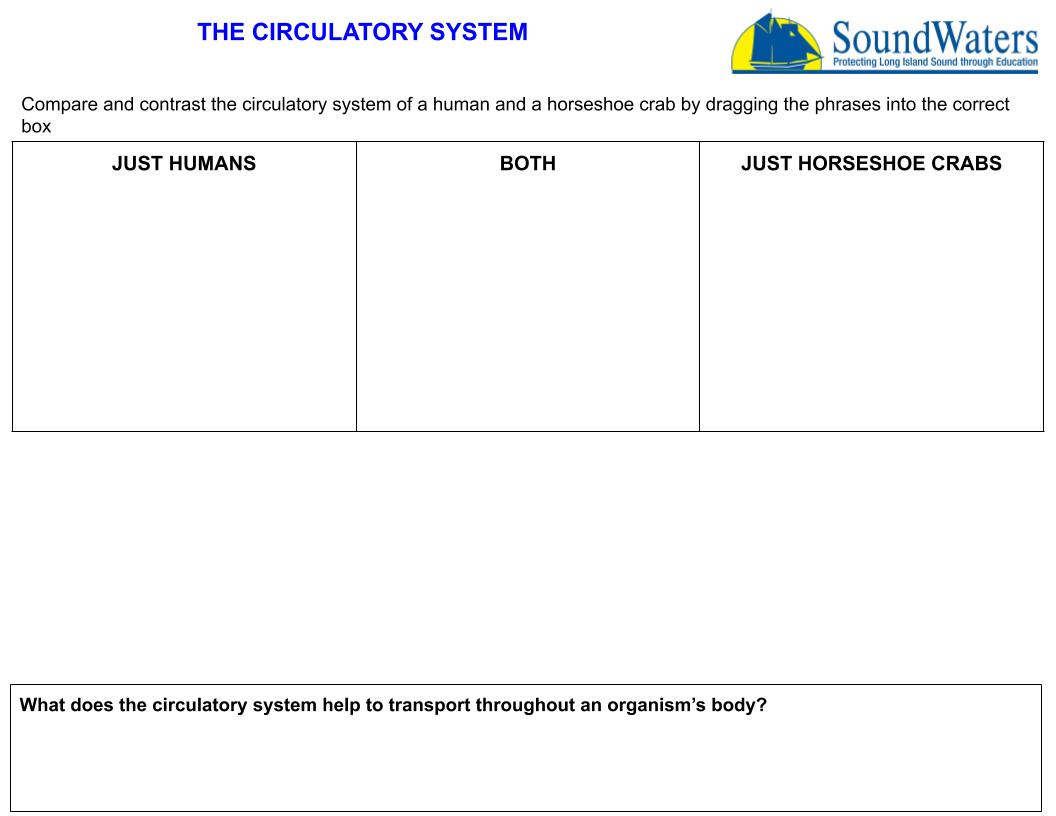 THE CIRCULATORY SYSTEM
SoundWaters
Protecting Long Island Sound through Education
Compare and contrast the circulatory system of a human and a horseshoe crab by dragging the phrases into the correct
box
JUST HUMANS
BOTH
JUST HORSESHOE CRABS
What does the circulatory system help to transport throughout an organism’s body?